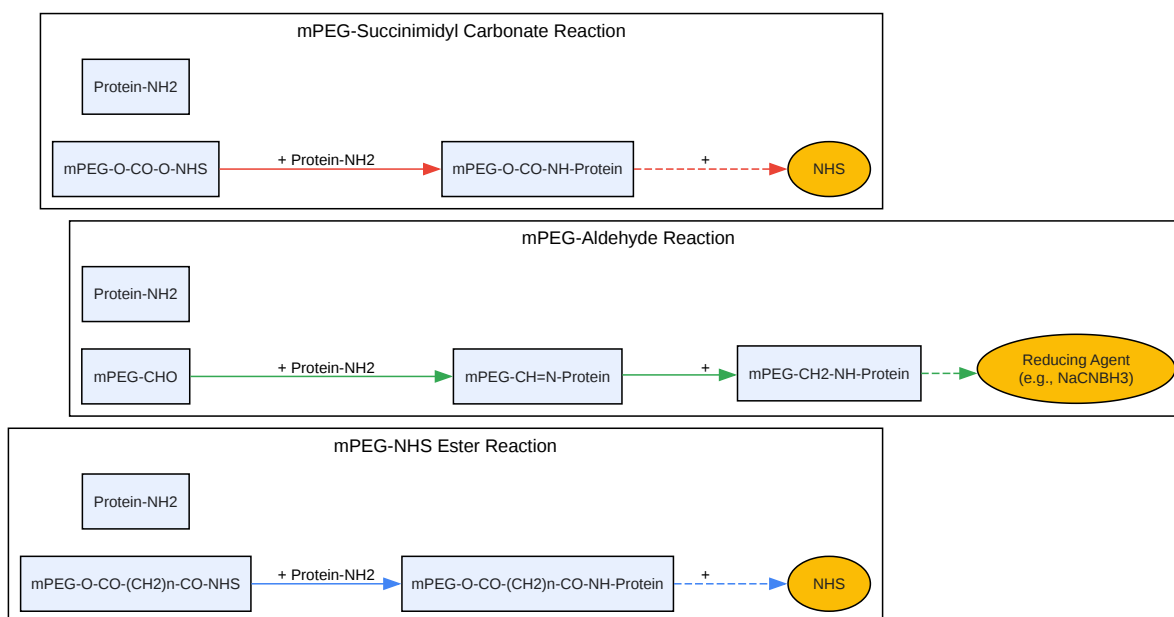 mPEG-Succinimidyl Carbonate Reaction
Protein-NH2
mPEG-O-CO-O-NHS
+ Protein-NH2
mPEG-O-CO-NH-Protein
+
NHS
mPEG-Aldehyde Reaction
Protein-NH2
mPEG-CHO
+ Protein-NH2
mPEG-CH=N-Protein
+
mPEG-CH2-NH-Protein
Reducing Agent
(e.g., NaCNBH3)
mPEG-NHS Ester Reaction
Protein-NH2
mPEG-O-CO-(CH2)n-CO-NHS
+ Protein-NH2
mPEG-O-CO-(CH2)n-CO-NH-Protein
+
NHS